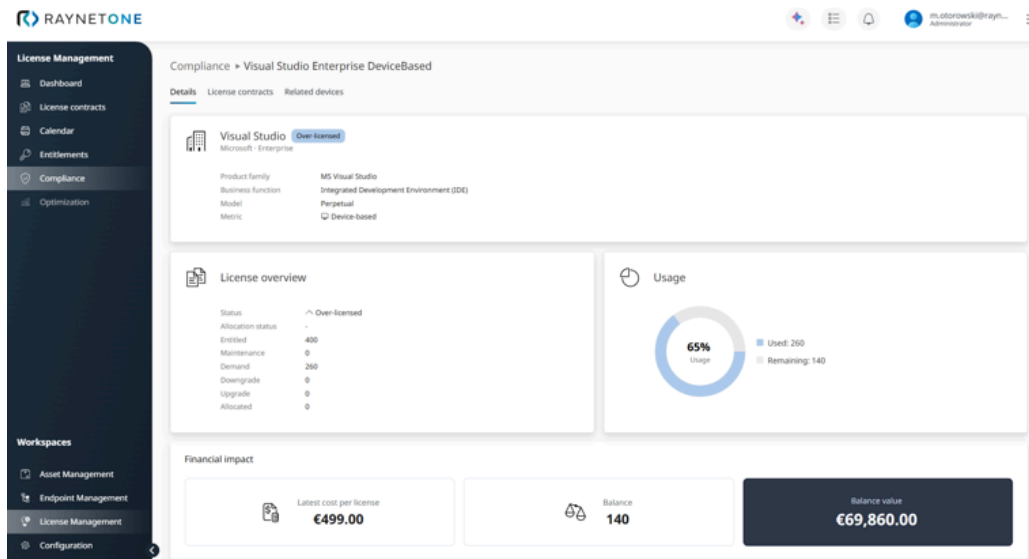 RAYNETONE
m.otorowski@rayn...
Administrator
License Management
Dashboard
License contracts
Calendar
Entitlements
Compliance
Optimization
Workspaces
Asset Management
Endpoint Management
License Management
Configuration
Compliance ▸ Visual Studio Enterprise DeviceBased
Details License contracts Related devices
Visual Studio Over-licensed
Microsoft - Enterprise
Product family MS Visual Studio
Business function Integrated Development Environment (IDE)
Model Perpetual
Metric Device-based
License overview
Status Over-licensed
Allocation status -
Entitled 400
Maintenance 0
Demand 260
Downgrade 0
Upgrade 0
Allocated 0
Usage
65%
Usage
Used: 260
Remaining: 140
Financial impact
Latest cost per license
€499.00
Balance
140
Balance value
€69,860.00